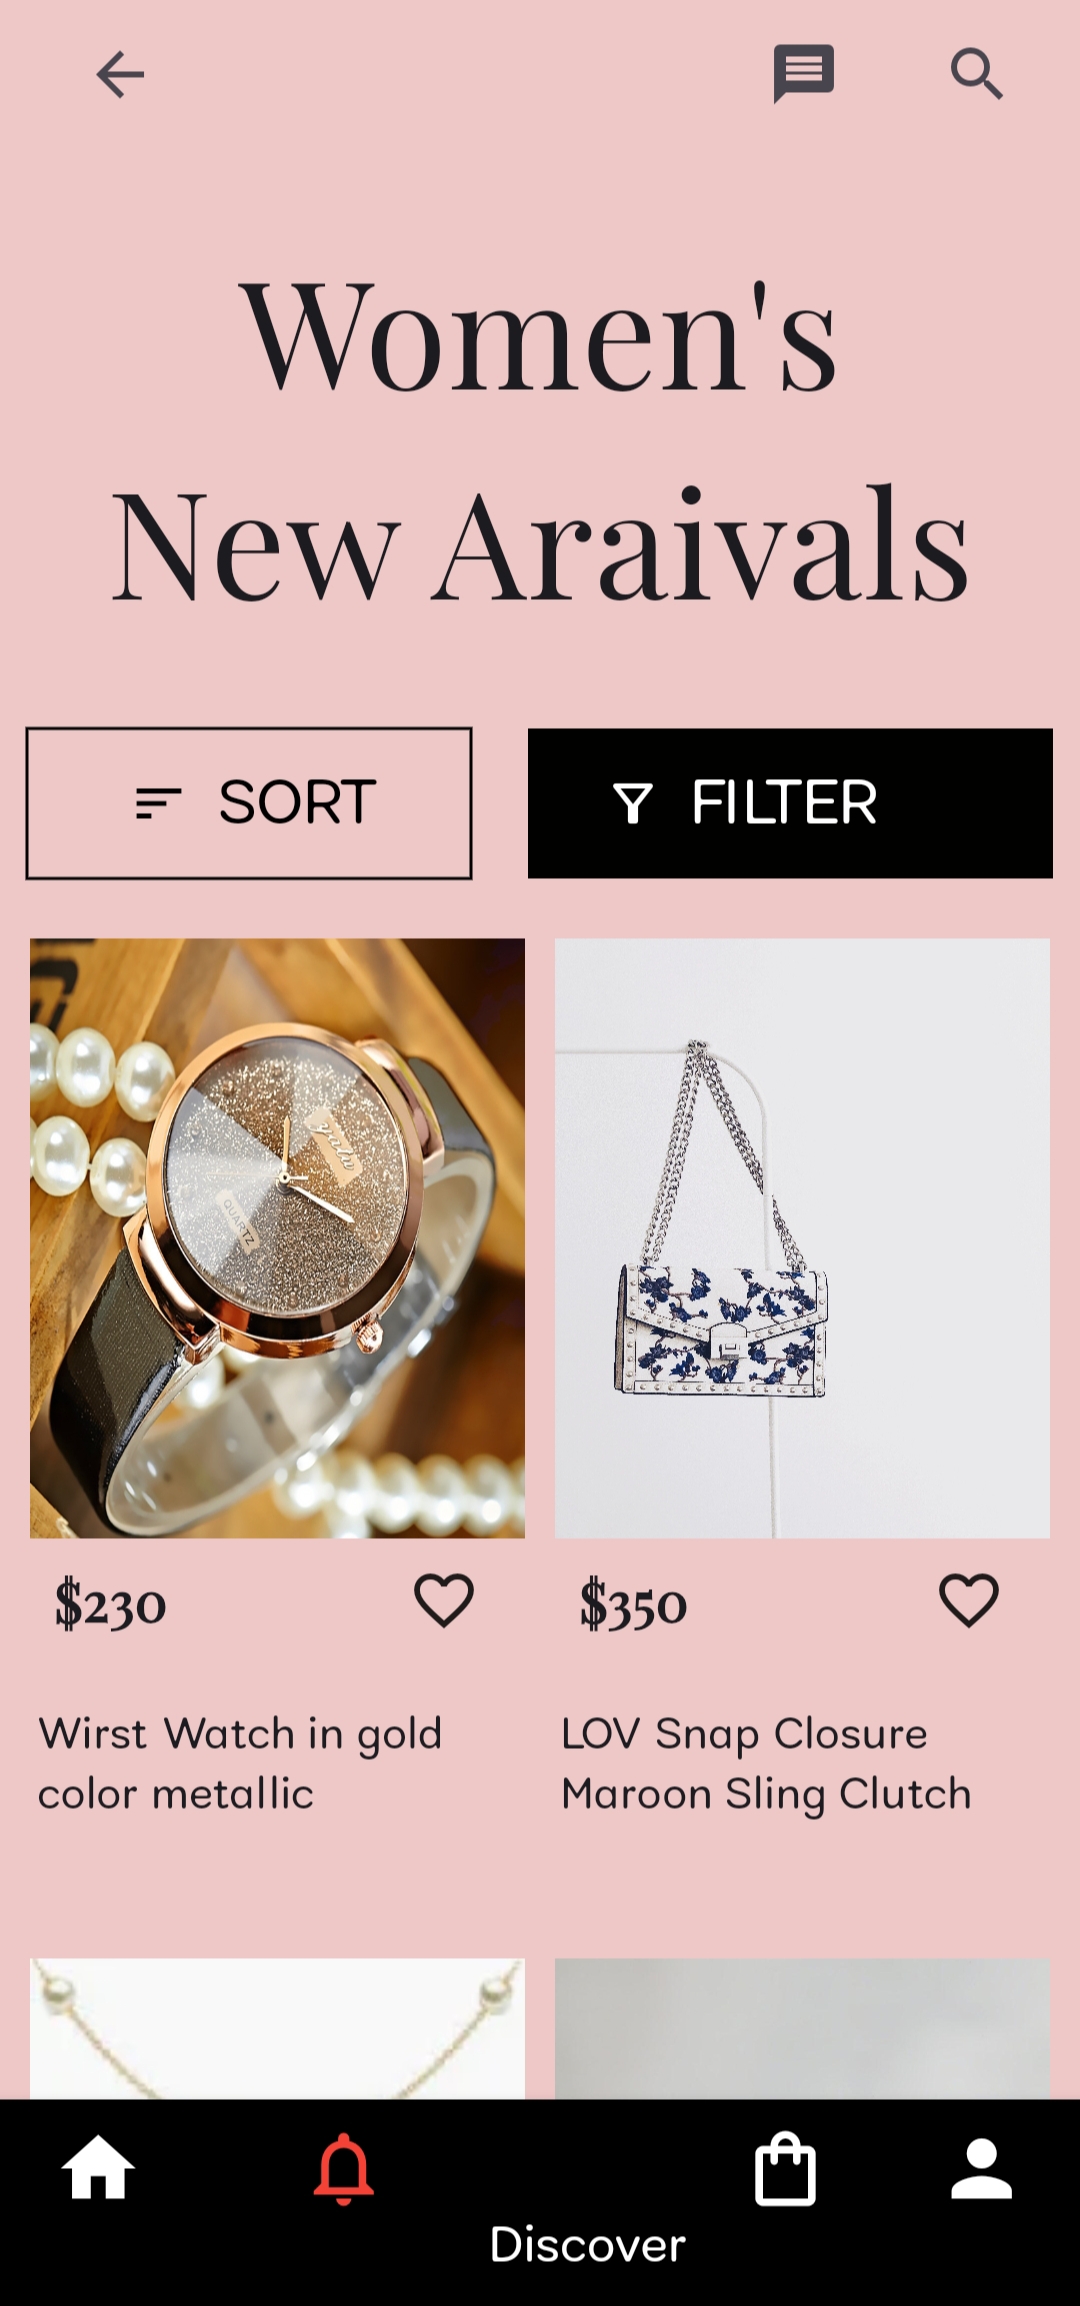 Women's
New Araivals
SORT
FILTER
QUARTZ
$230
$350
Wirst Watch in gold
color metallic
LOV Snap Closure
Maroon Sling Clutch
Discover